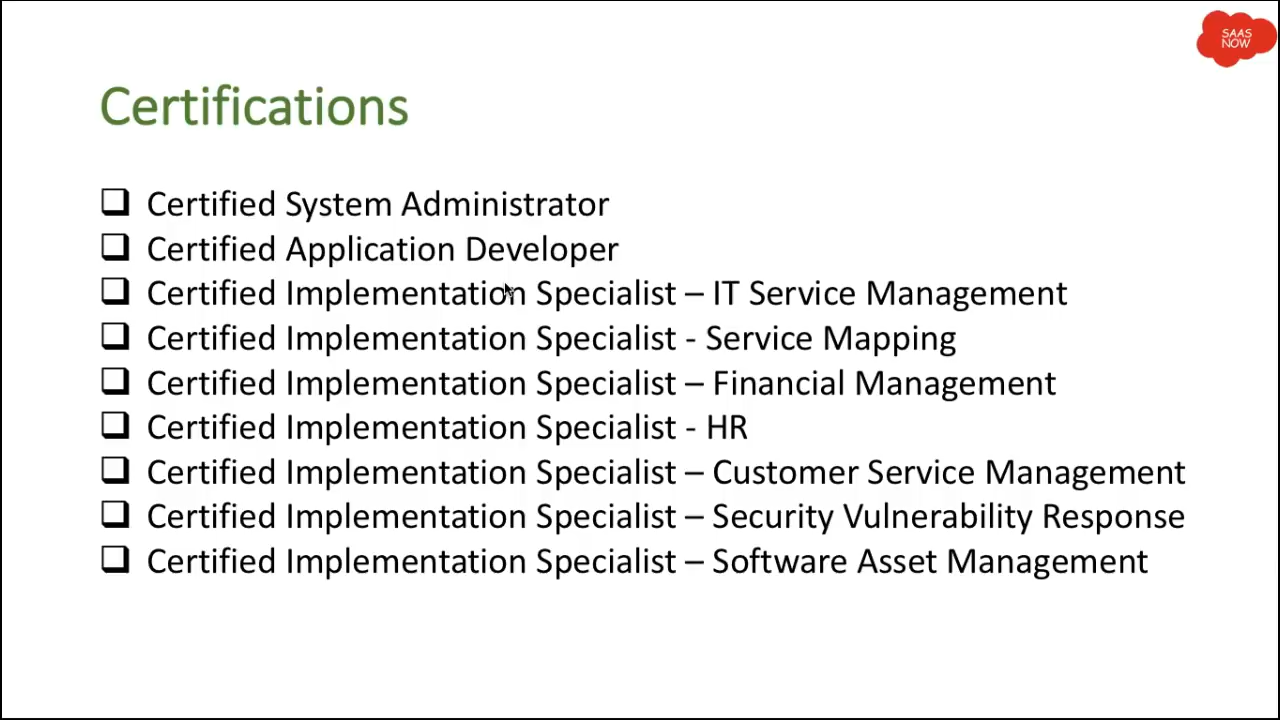 SAAS
NOW
Certifications
Certified System Administrator
Certified Application Developer
Certified Implementation Specialist – IT Service Management
Certified Implementation Specialist - Service Mapping
Certified Implementation Specialist – Financial Management
Certified Implementation Specialist - HR
Certified Implementation Specialist – Customer Service Management
Certified Implementation Specialist – Security Vulnerability Response
Certified Implementation Specialist – Software Asset Management